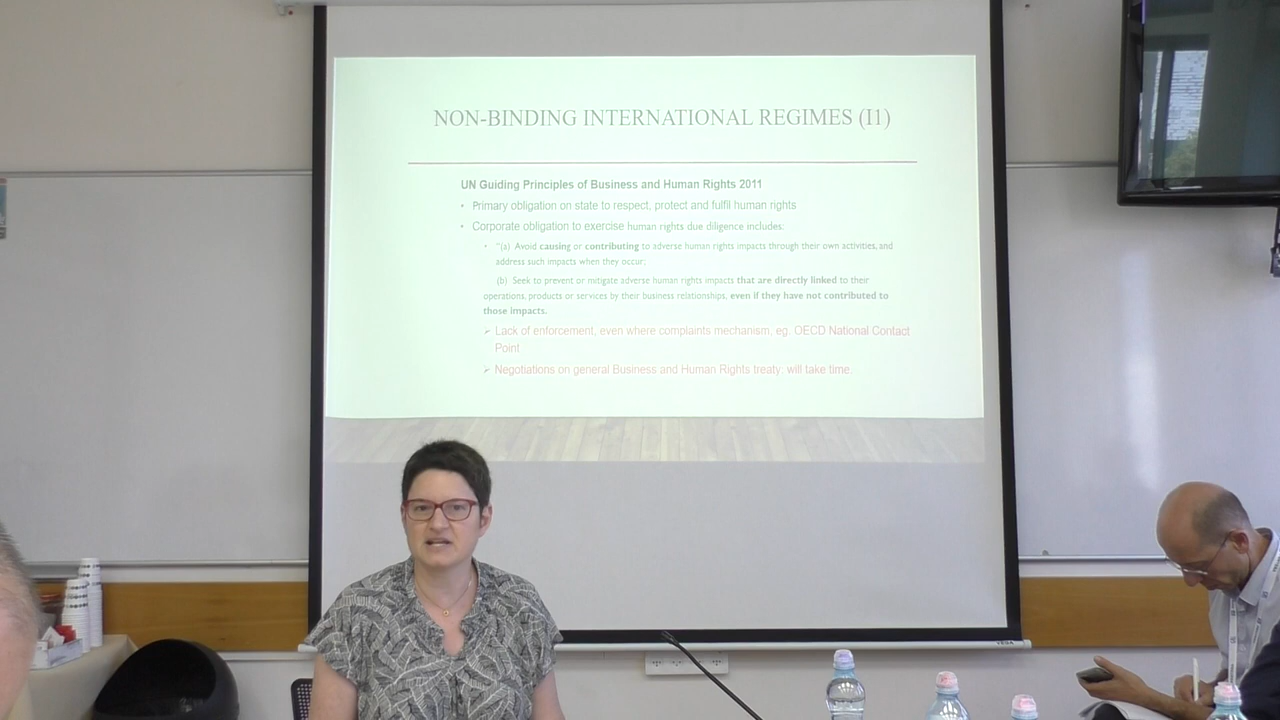 NON-BINDING INTERNATIONAL REGIMES (I1)
UN Guiding Principles of Business and Human Rights 2011
• Primary obligation on state to respect, protect and fulfil human rights
• Corporate obligation to exercise human rights due diligence includes:
• "(a) Avoid causing or contributing to adverse human rights impacts through their own activities, and
address such impacts when they occur;
(b) Seek to prevent or mitigate adverse human rights impacts that are directly linked to their
operations, products or services by their business relationships, even if they have not contributed to
those impacts.
➢ Lack of enforcement, even where complaints mechanism, eg. OECD National Contact
Point
➢ Negotiations on general Business and Human Rights treaty, will take time.